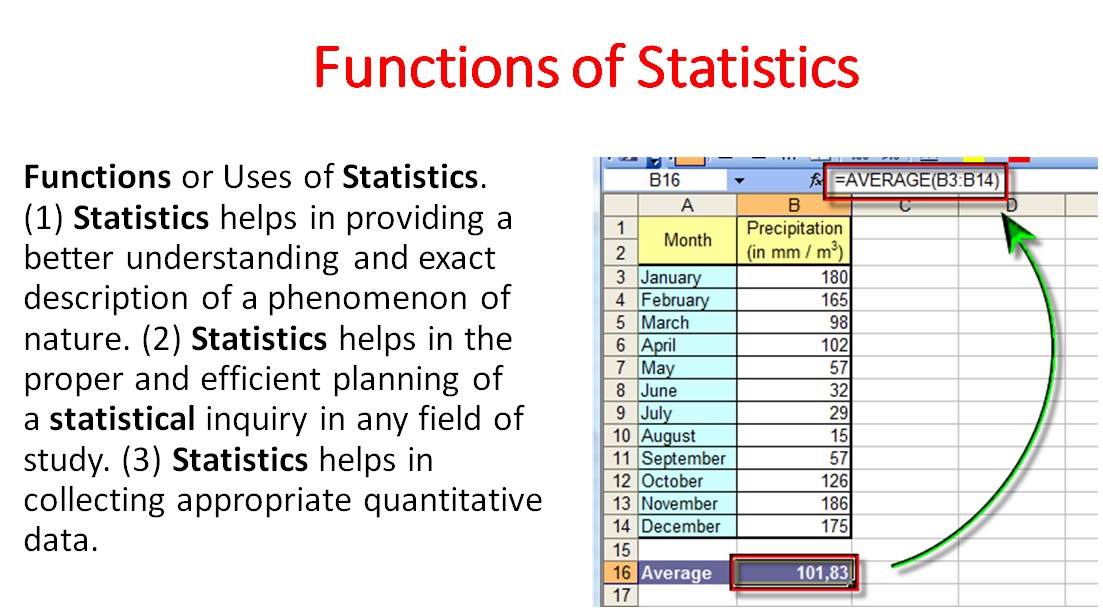 Functions of Statistics
Functions or Uses of Statistics.
(1) Statistics helps in providing a
better understanding and exact
description of a phenomenon of
nature. (2) Statistics helps in the
proper and efficient planning of
a statistical inquiry in any field of
study. (3) Statistics helps in
collecting appropriate quantitative
data.
B16 fx =AVERAGE(B3:B14)
A B C D
1 Month Precipitation
2 (in mm / m³)
3 January 180
4 February 165
5 March 98
6 April 102
7 May 57
8 June 32
9 July 29
10 August 15
11 September 57
12 October 126
13 November 186
14 December 175
15
16 Average 101,83
17